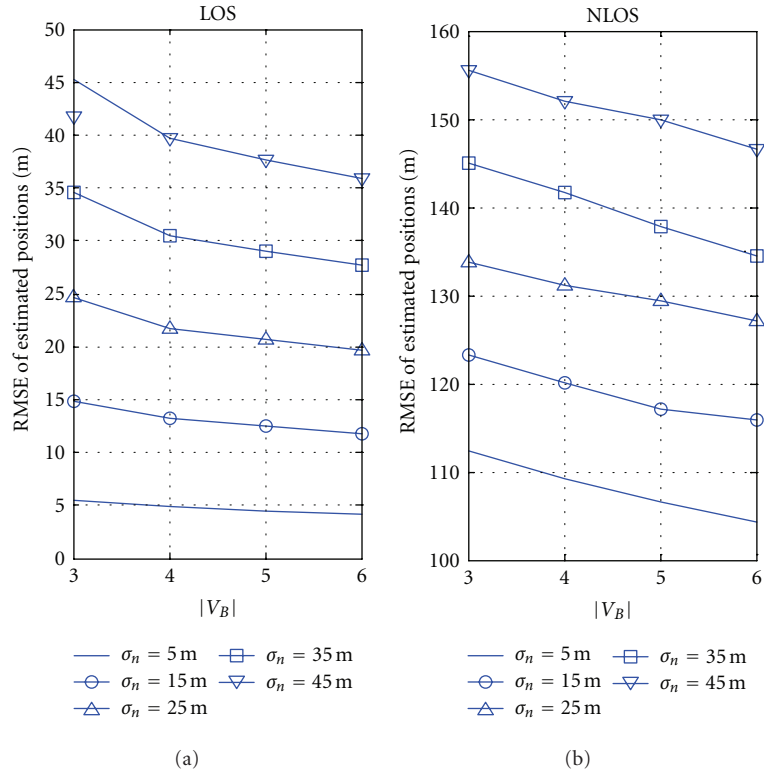 LOS
50
45
40
35
30
25
20
15
10
5
0
3 4 5 6
RMSE of estimated positions (m)
|V_B|
σ_n = 5 m
σ_n = 15 m
σ_n = 25 m
σ_n = 35 m
σ_n = 45 m
(a)
NLOS
160
150
140
130
120
110
100
3 4 5 6
RMSE of estimated positions (m)
|V_B|
σ_n = 5 m
σ_n = 15 m
σ_n = 25 m
σ_n = 35 m
σ_n = 45 m
(b)